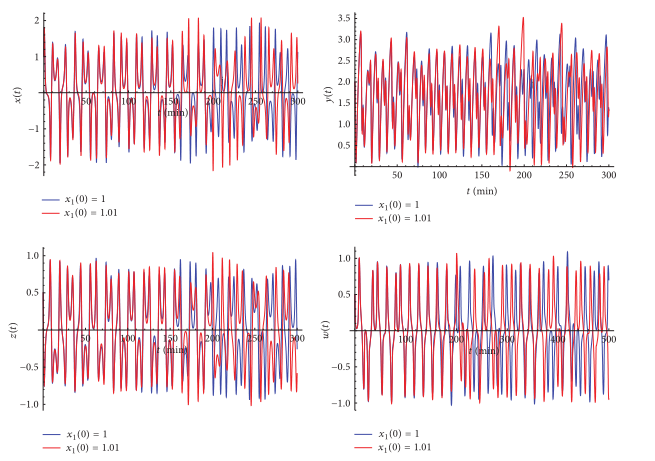 2
1
−1
−2
x(t)
50
100
150
200
250
300
t (min)
x₁(0) = 1
x₁(0) = 1.01
3.5
3.0
2.5
2.0
1.5
1.0
0.5
y(t)
50
100
150
200
250
300
t (min)
x₁(0) = 1
x₁(0) = 1.01
1.0
0.5
−0.5
−1.0
z(t)
50
100
150
200
250
300
t (min)
x₁(0) = 1
x₁(0) = 1.01
1.0
0.5
−0.5
−1.0
w(t)
100
200
300
400
500
t (min)
x₁(0) = 1
x₁(0) = 1.01